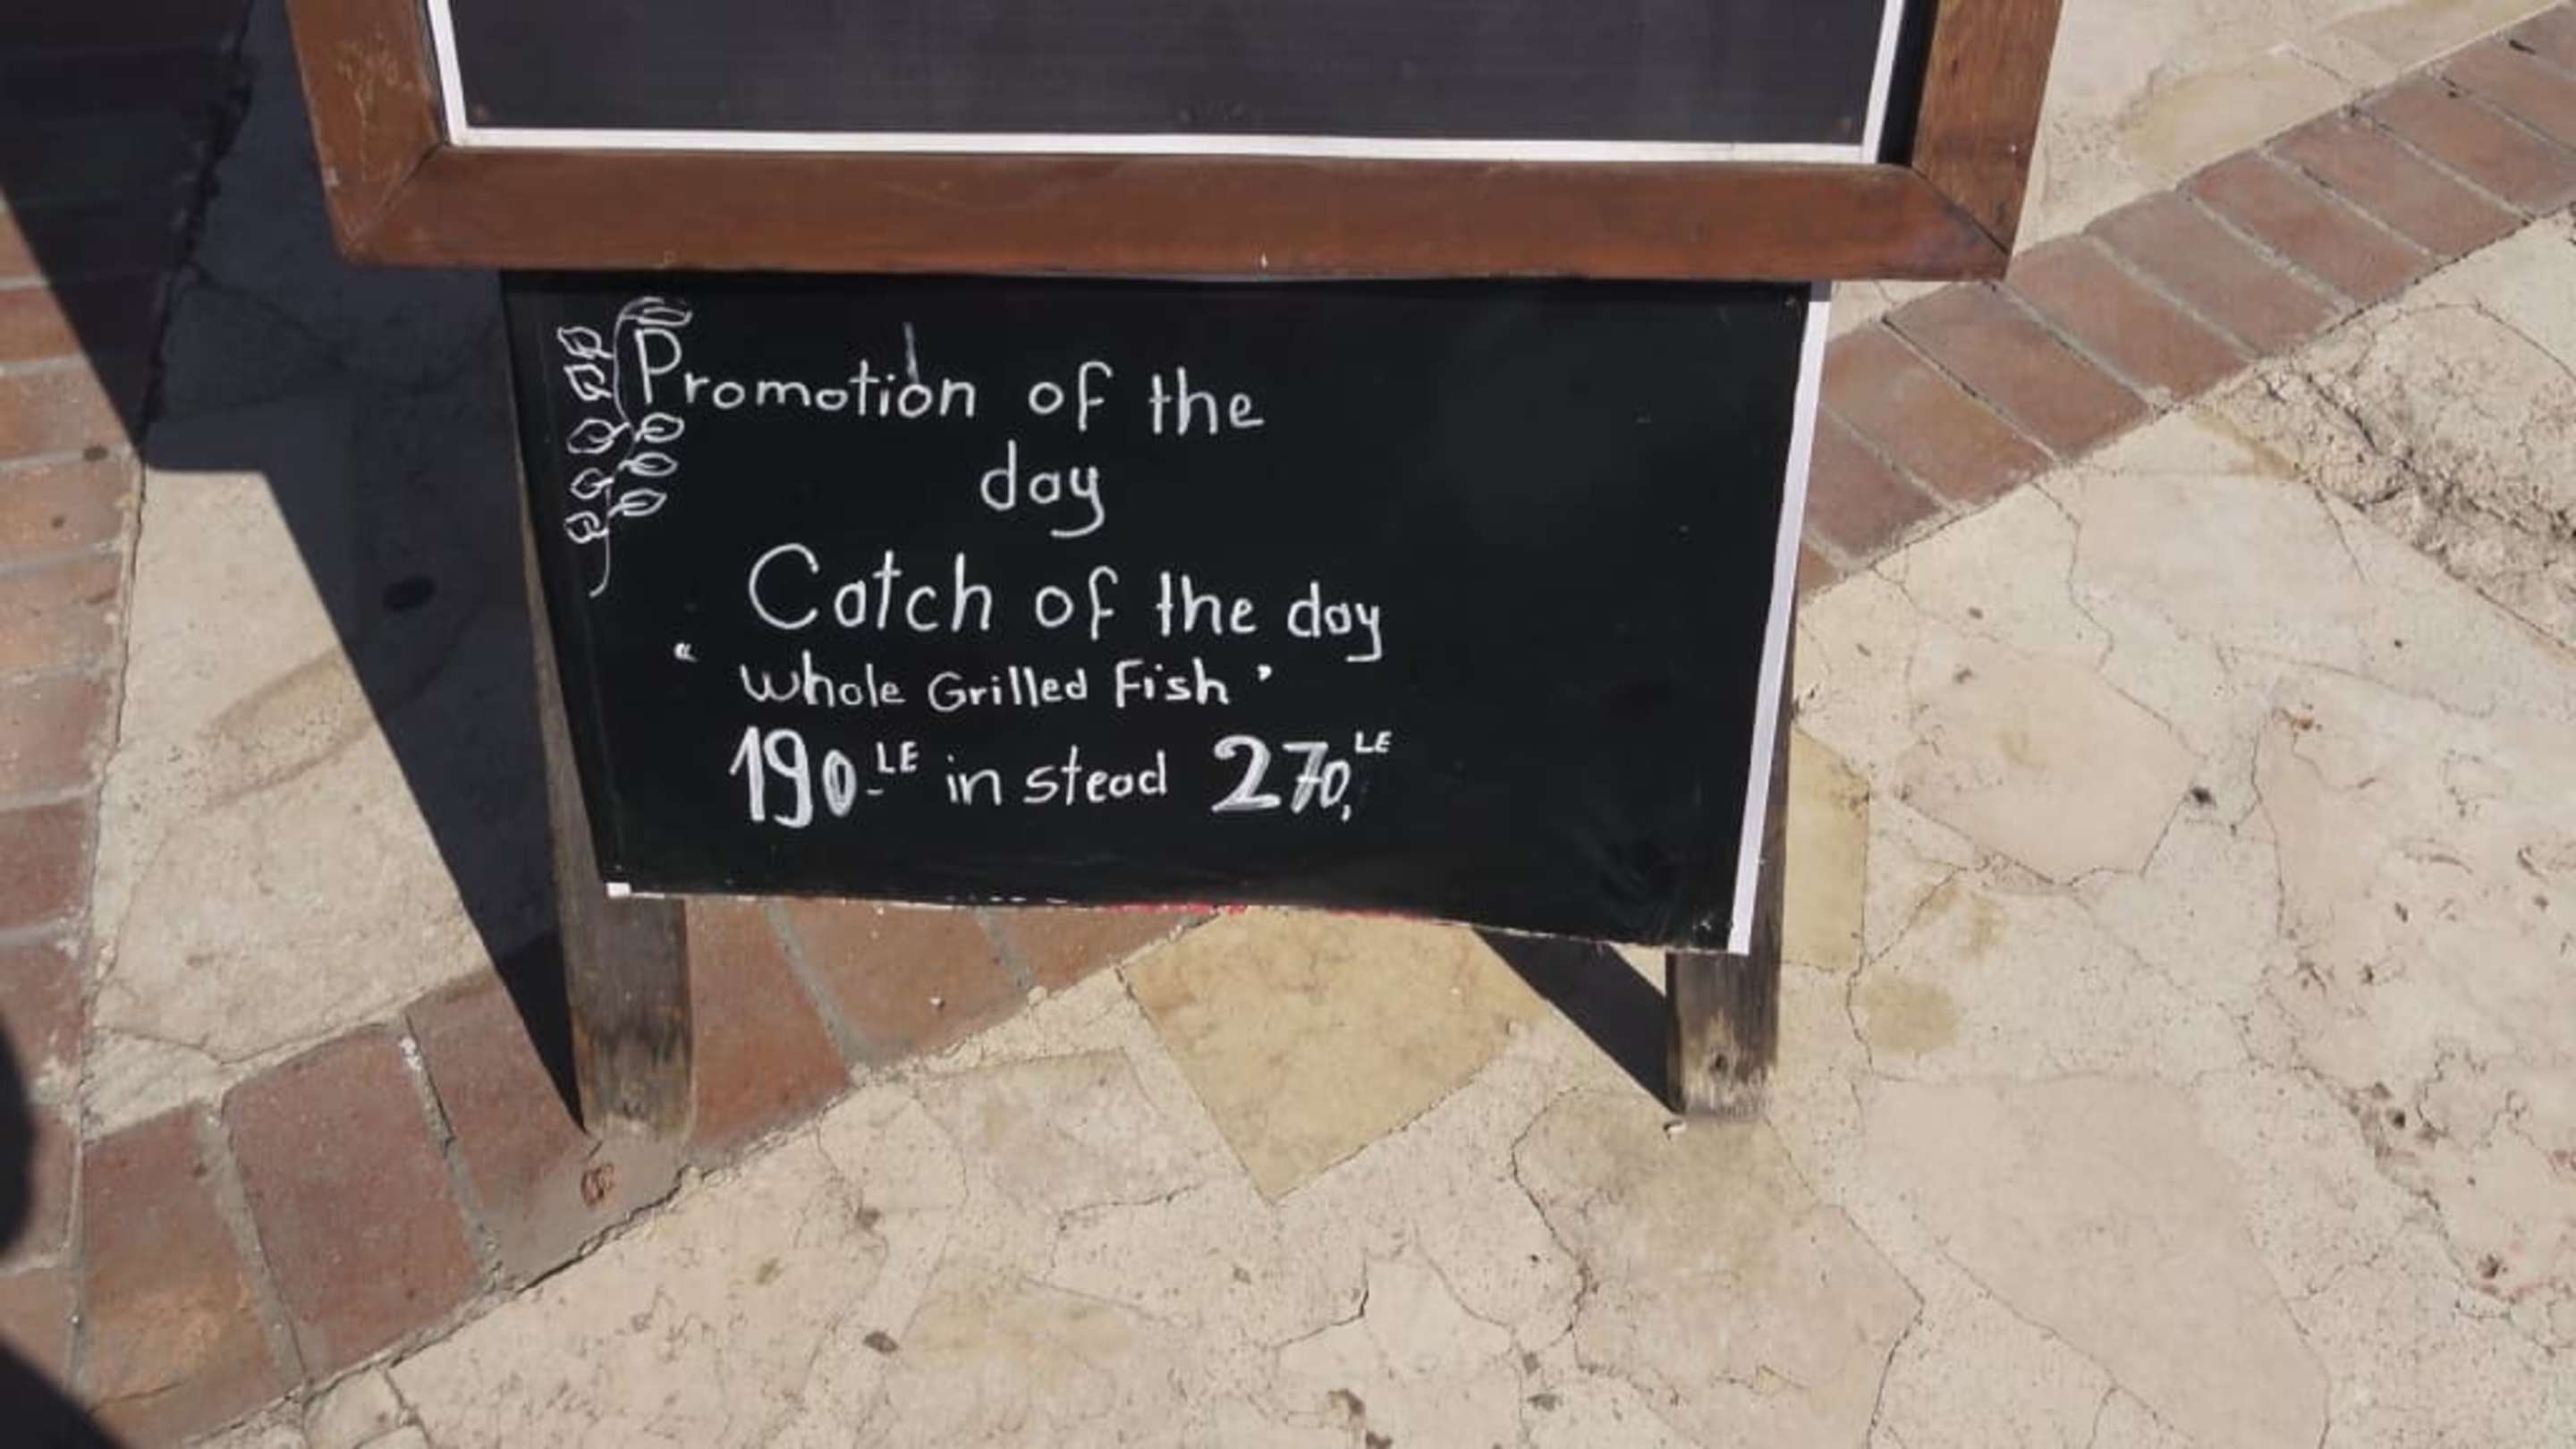 Promotion of the
day
Catch of the day
" Whole Grilled Fish "
190.- LE in stead 270, LE